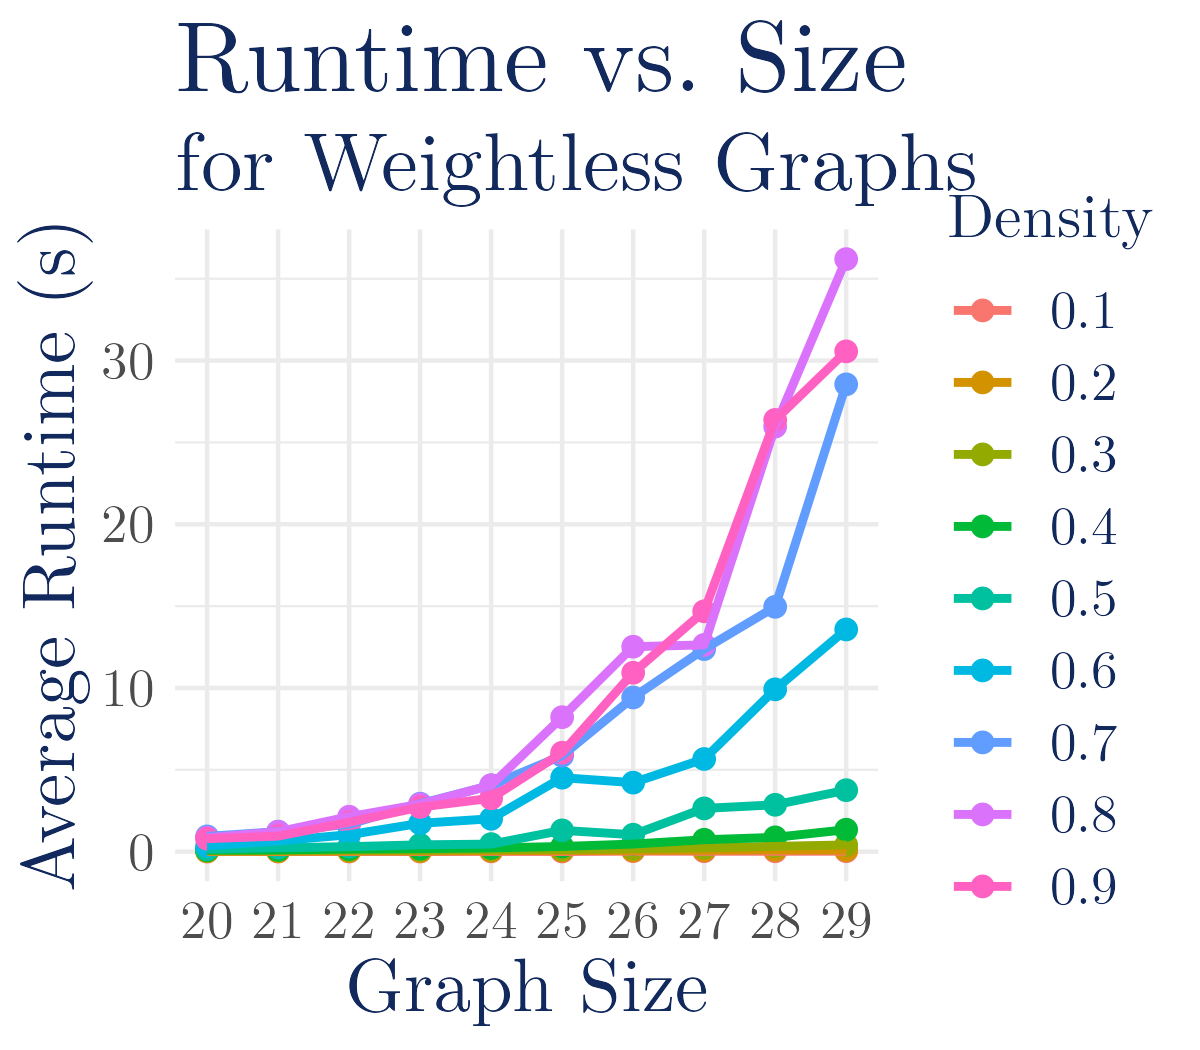 Runtime vs. Size
for Weightless Graphs
Average Runtime (s)
30
20
10
0
20 21 22 23 24 25 26 27 28 29
Graph Size
Density
0.1
0.2
0.3
0.4
0.5
0.6
0.7
0.8
0.9